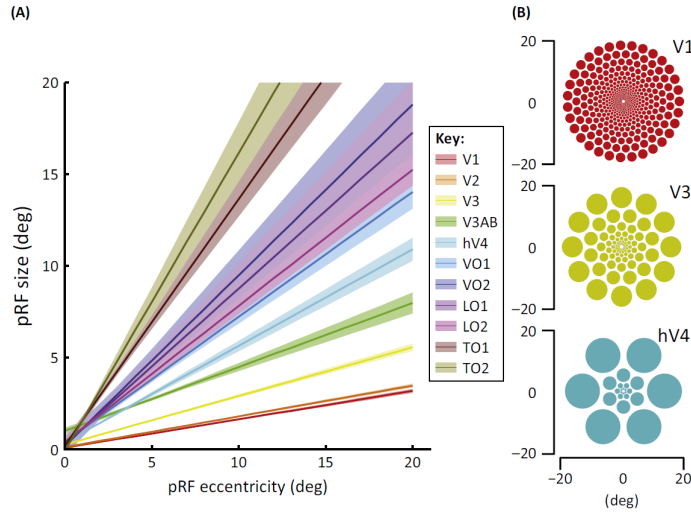 (A)
20
15
10
5
0
pRF size (deg)
0 5 10 15 20
pRF eccentricity (deg)
Key:
V1
V2
V3
V3AB
hV4
VO1
VO2
LO1
LO2
TO1
TO2
(B)
20
0
−20
V1
20
0
−20
V3
20
0
−20
hV4
−20 0 20
(deg)